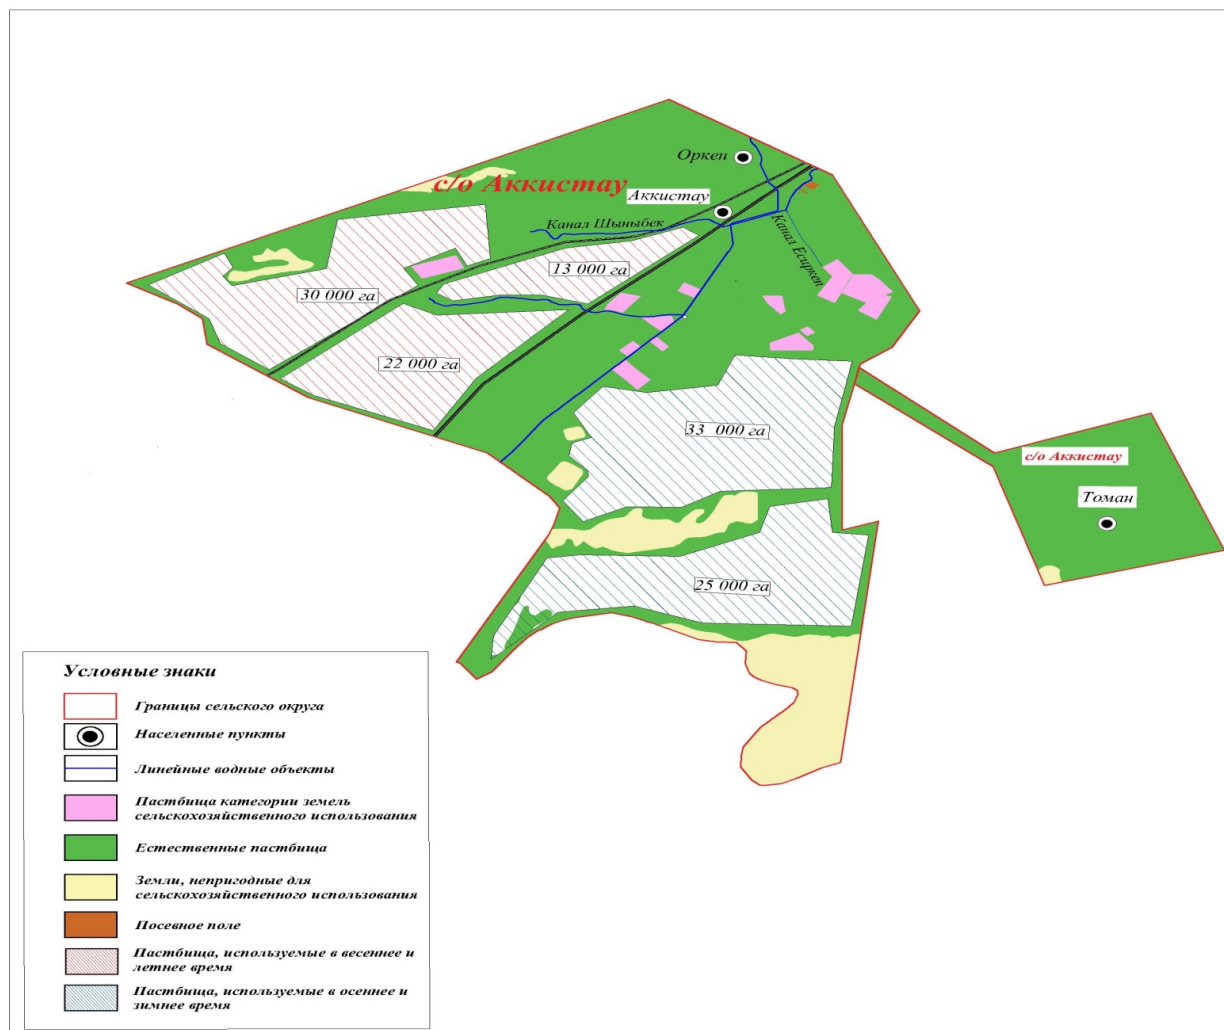 Оркен
с/о Аккистау
Аккистау
Канал Шыныбек
Канал Есиркеп
13 000 га
30 000 га
22 000 га
33 000 га
с/о Аккистау
Томан
25 000 га
Условные знаки
Границы сельского округа
Населенные пункты
Линейные водные объекты
Пастбища категории земель
сельскохозяйственного использования
Естественные пастбища
Земли, непригодные для
сельскохозяйственного использования
Посевное поле
Пастбища, используемые в весеннее и
летнее время
Пастбища, используемые в осеннее и
зимнее время